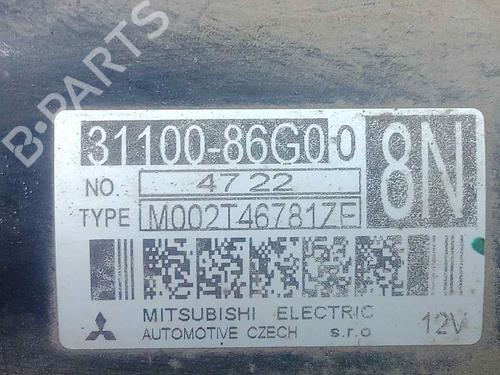 B-PARTS
31100-86G00
8N
NO. 4722
TYPE M002T46781ZE
MITSUBISHI ELECTRIC
AUTOMOTIVE CZECH s.r.o 12V